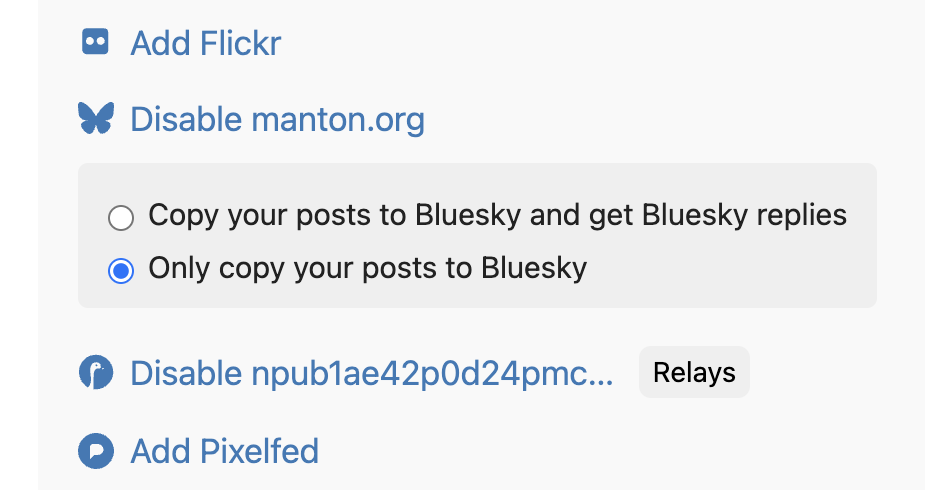 Add Flickr
Disable manton.org
Copy your posts to Bluesky and get Bluesky replies
Only copy your posts to Bluesky
Disable npub1ae42p0d24pmc... Relays
Add Pixelfed